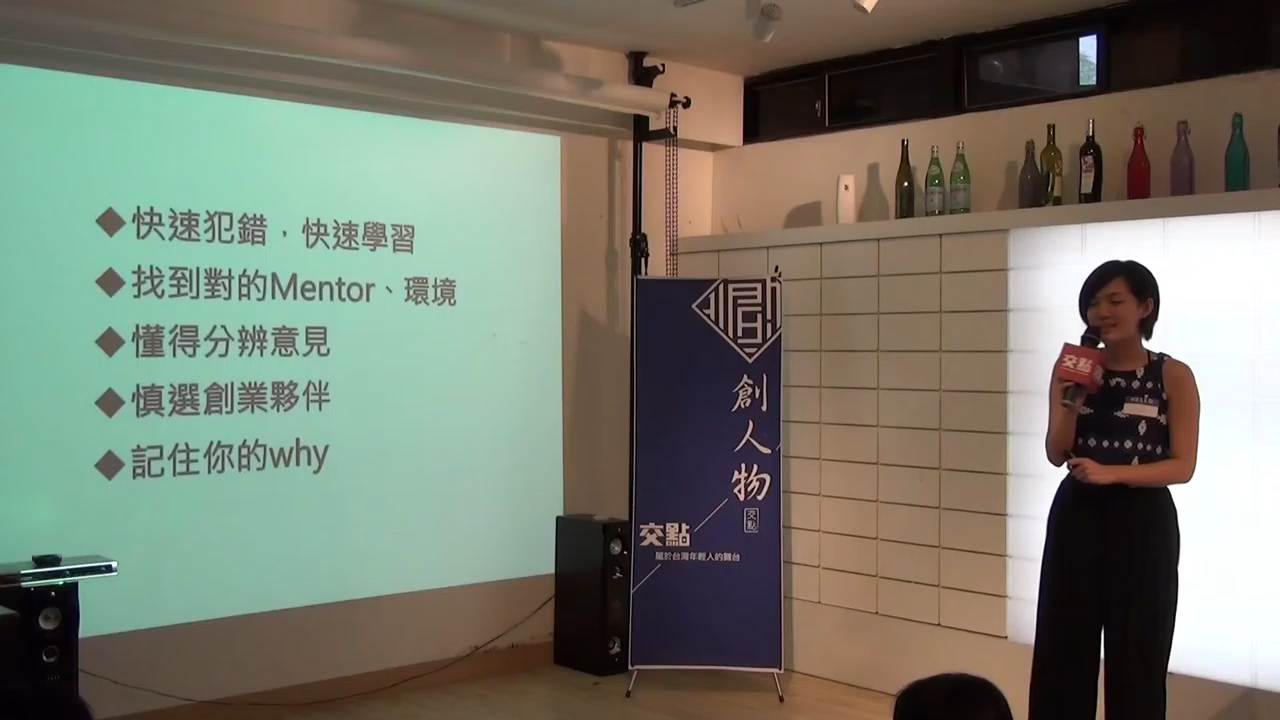 ◆快速犯錯，快速學習
◆找到對的Mentor、環境
◆懂得分辨意見
◆慎選創業夥伴
◆記住你的why
創人物
交點
交點
屬於台灣年輕人的舞台
交點
HELLO